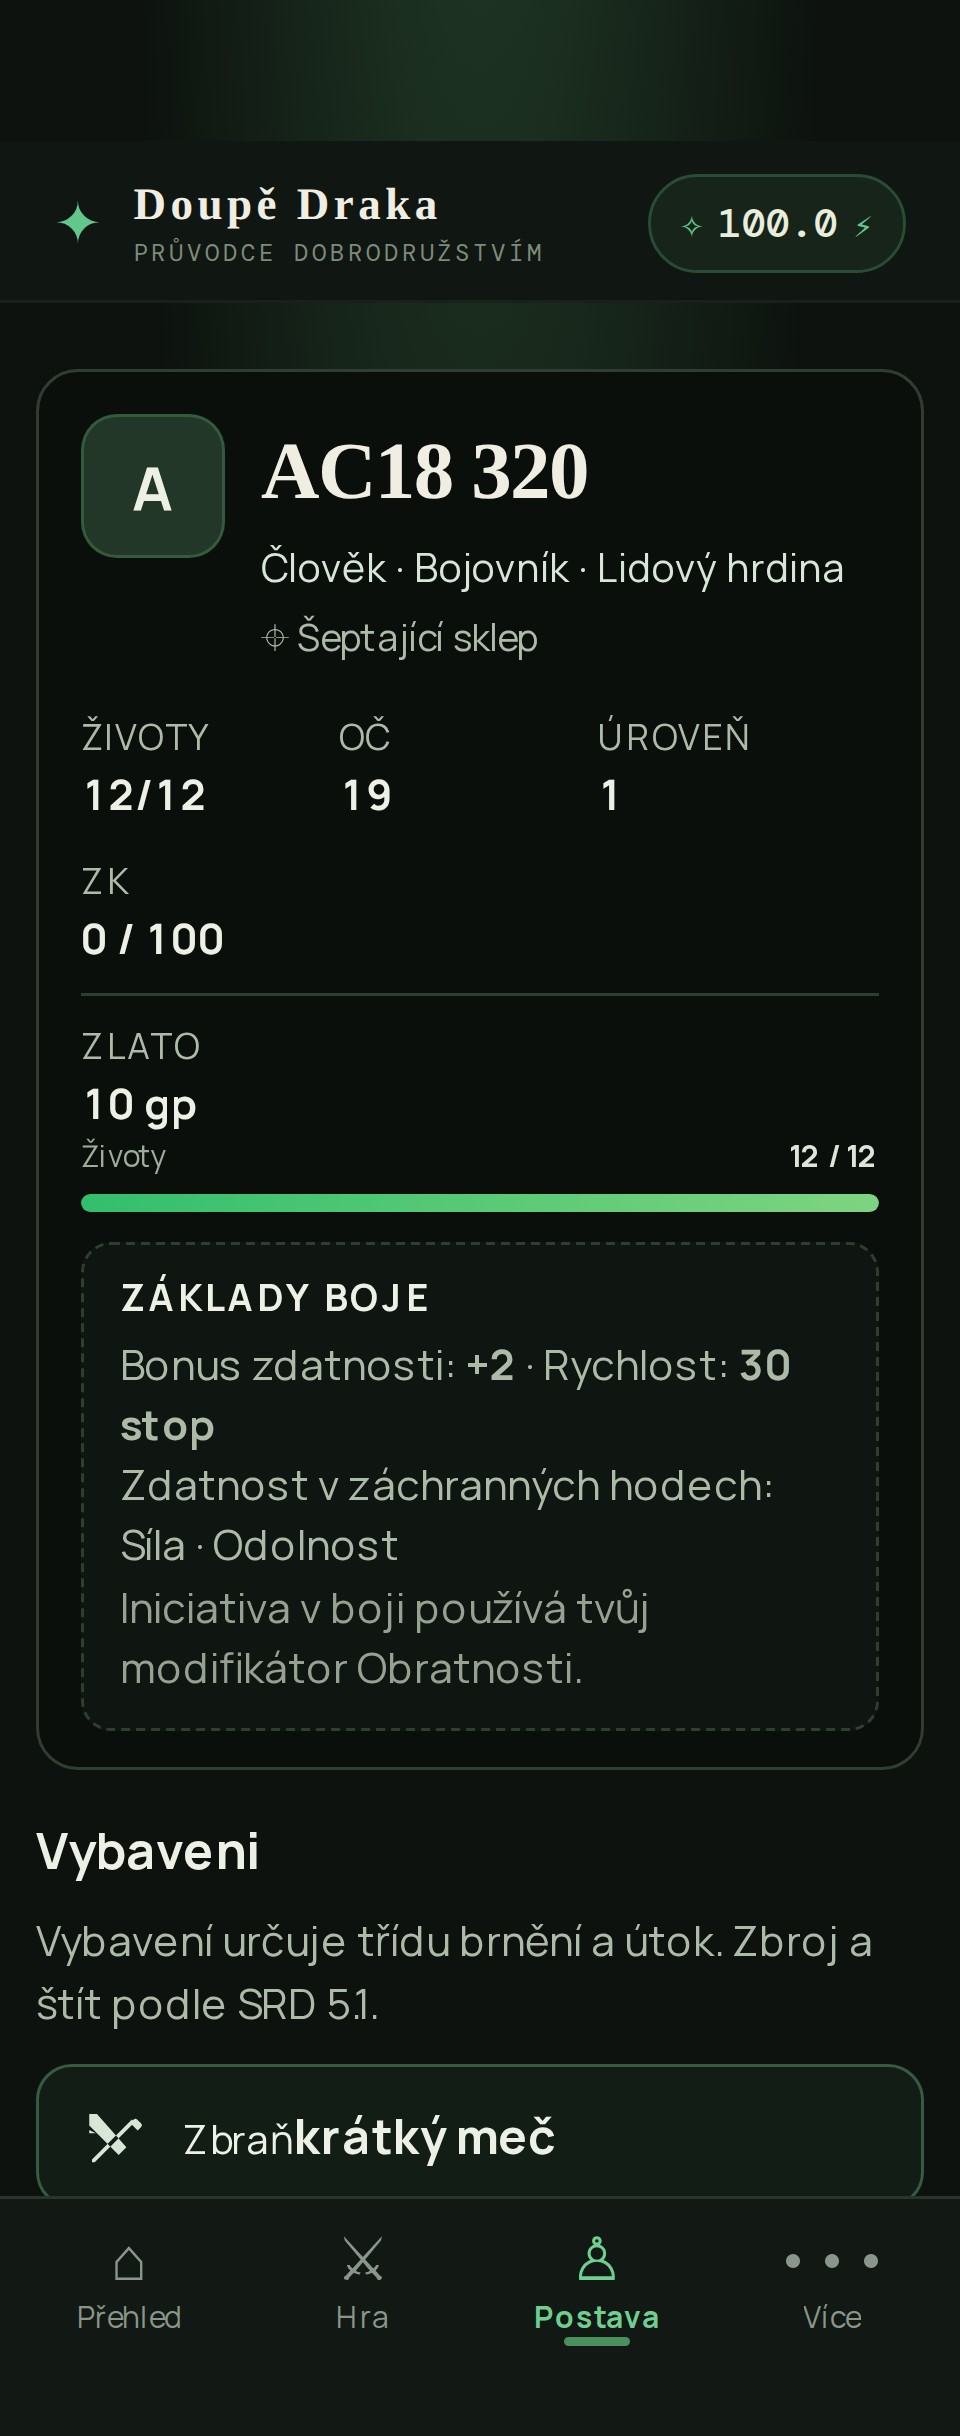 Doupě Draka
PRŮVODCE DOBRODRUŽSTVÍM
100.0
A
AC18 320
Člověk · Bojovník · Lidový hrdina
Šeptající sklep
ŽIVOTY OČ ÚROVEŇ
12/12 19 1
ZK
0 / 100
ZLATO
10 gp
Životy 12 / 12
ZÁKLADY BOJE
Bonus zdatnosti: +2 · Rychlost: 30
stop
Zdatnost v záchranných hodech:
Síla · Odolnost
Iniciativa v boji používá tvůj
modifikátor Obratnosti.
Vybaveni
Vybavení určuje třídu brnění a útok. Zbroj a
štít podle SRD 5.1.
Zbraňkrátký meč
Přehled Hra Postava Více